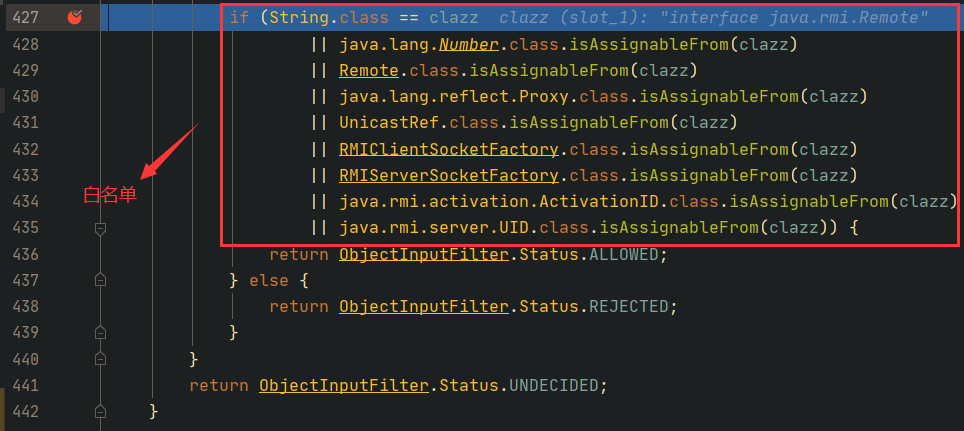 427 if (String.class == clazz clazz (slot_1): "interface java.rmi.Remote"
428 || java.lang.Number.class.isAssignableFrom(clazz)
429 || Remote.class.isAssignableFrom(clazz)
430 || java.lang.reflect.Proxy.class.isAssignableFrom(clazz)
431 || UnicastRef.class.isAssignableFrom(clazz)
432 || RMIClientSocketFactory.class.isAssignableFrom(clazz)
433 || RMIServerSocketFactory.class.isAssignableFrom(clazz)
434 || java.rmi.activation.ActivationID.class.isAssignableFrom(clazz)
435 || java.rmi.server.UID.class.isAssignableFrom(clazz)) {
436 return ObjectInputFilter.Status.ALLOWED;
437 } else {
438 return ObjectInputFilter.Status.REJECTED;
439 }
440 }
441 return ObjectInputFilter.Status.UNDECIDED;
442 }
白名单